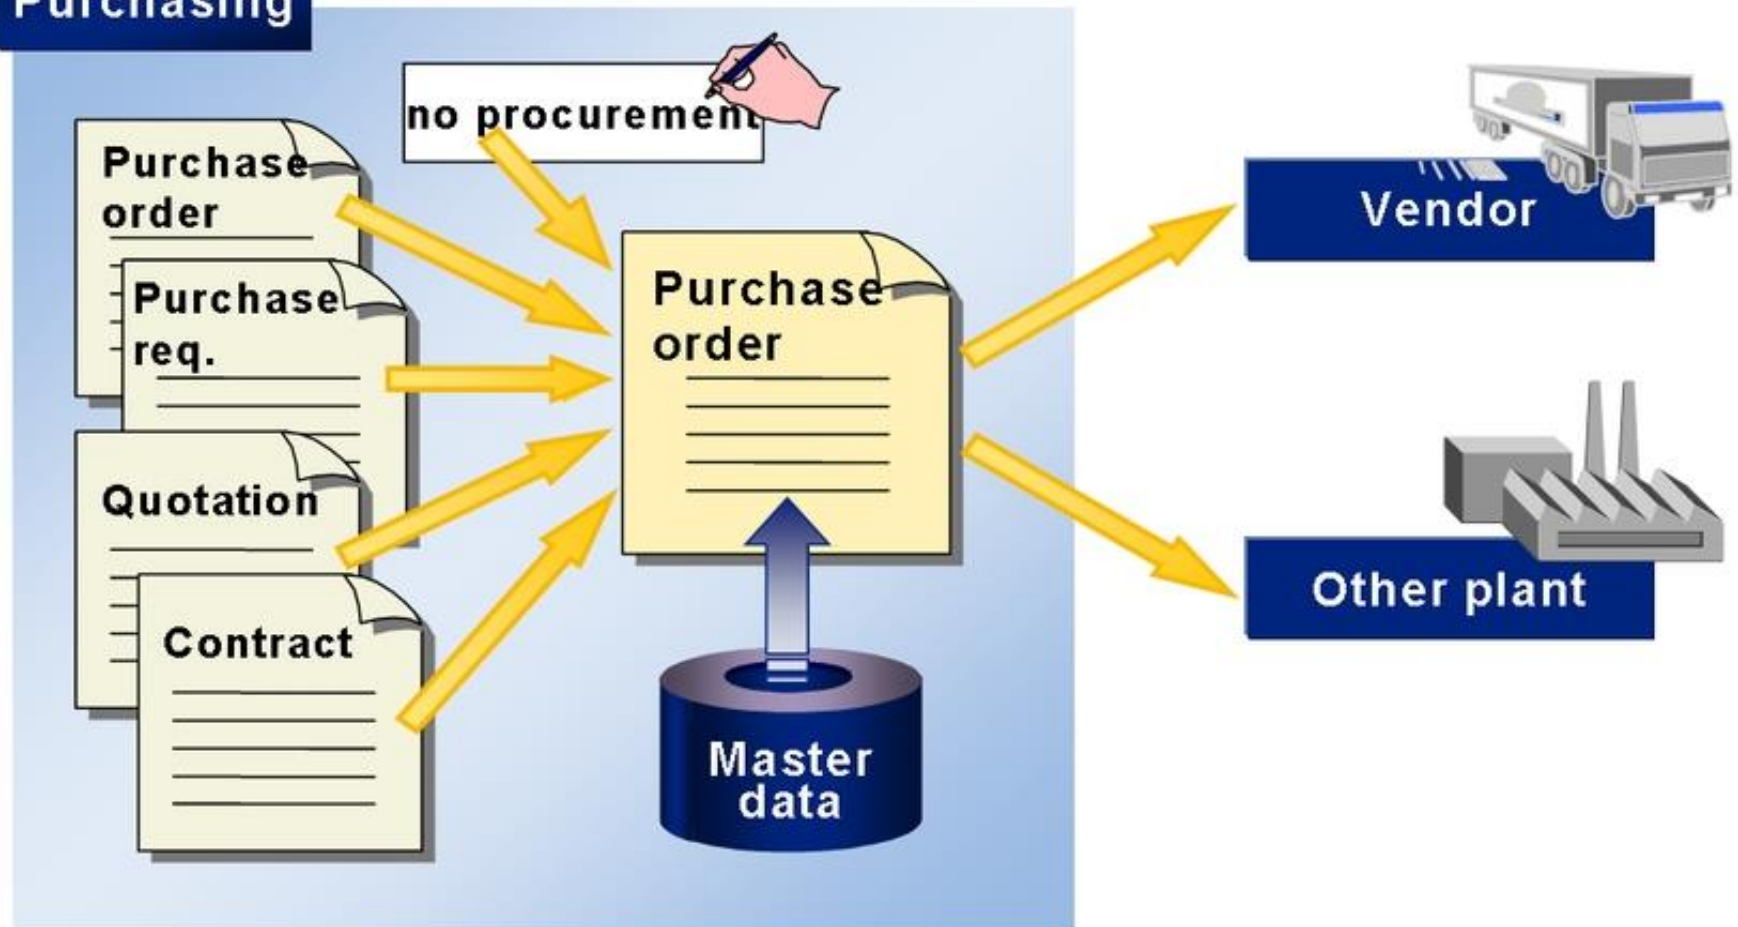 Purchasing
no procurement
Purchase
order
Purchase
req.
Quotation
Contract
Purchase
order
Master
data
Vendor
Other plant